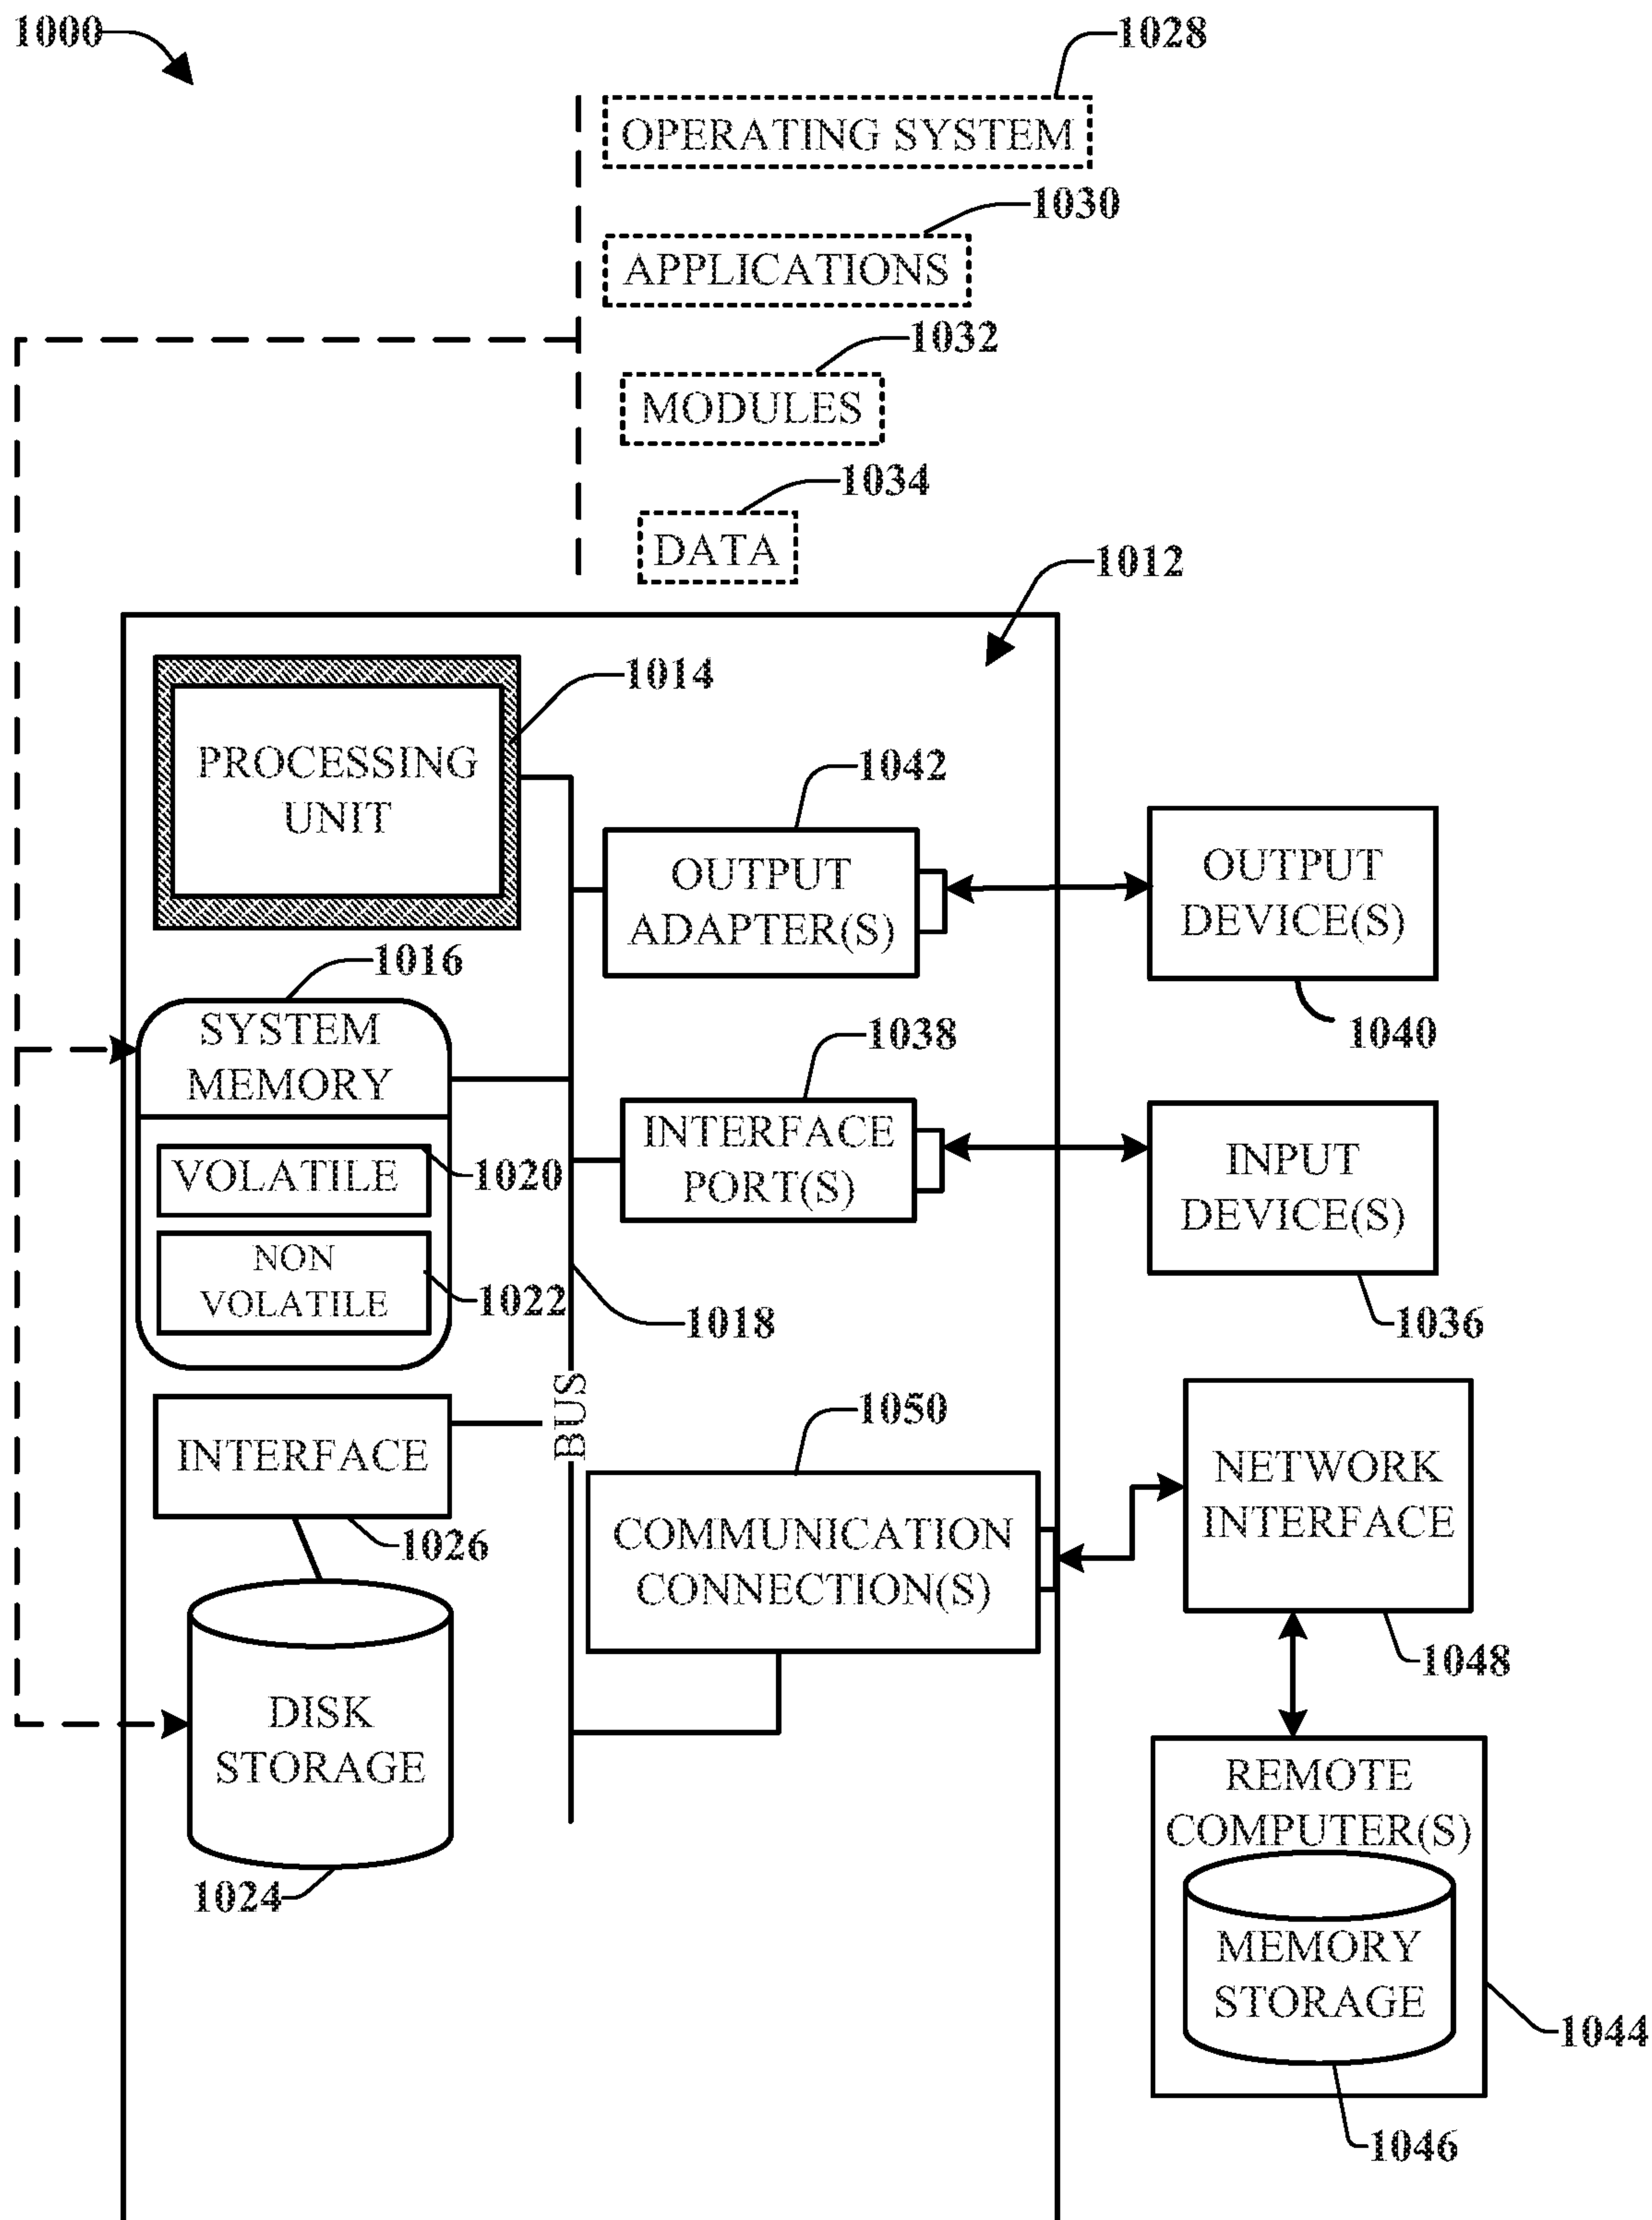 1000
1028
OPERATING SYSTEM
1030
APPLICATIONS
1032
MODULES
1034
DATA
1012
1014
PROCESSING
UNIT
1042
OUTPUT
ADAPTER(S)
OUTPUT
DEVICE(S)
1040
1016
SYSTEM
MEMORY
1038
INTERFACE
PORT(S)
INPUT
DEVICE(S)
1036
VOLATILE
1020
NON
VOLATILE
1022
1018
BUS
INTERFACE
1026
1050
COMMUNICATION
CONNECTION(S)
NETWORK
INTERFACE
1048
DISK
STORAGE
1024
REMOTE
COMPUTER(S)
MEMORY
STORAGE
1044
1046